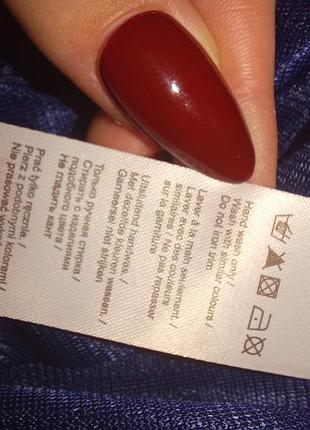 Hand wash only /
Wash with similar colours /
Do not iron trim
Laver à la main seulement. /
Laver avec des couleurs
similaires / Ne pas repasser
sur la garniture
Uitsluitend handwas. /
Met dezelfde kleuren wassen. /
niet strijken
Только ручная стирка /
Стирать с изделиями
подобного цвета /
Не гладить кант
Prać tylko ręcznie /
Pierz z podobnymi kolorami /
Nie prasować